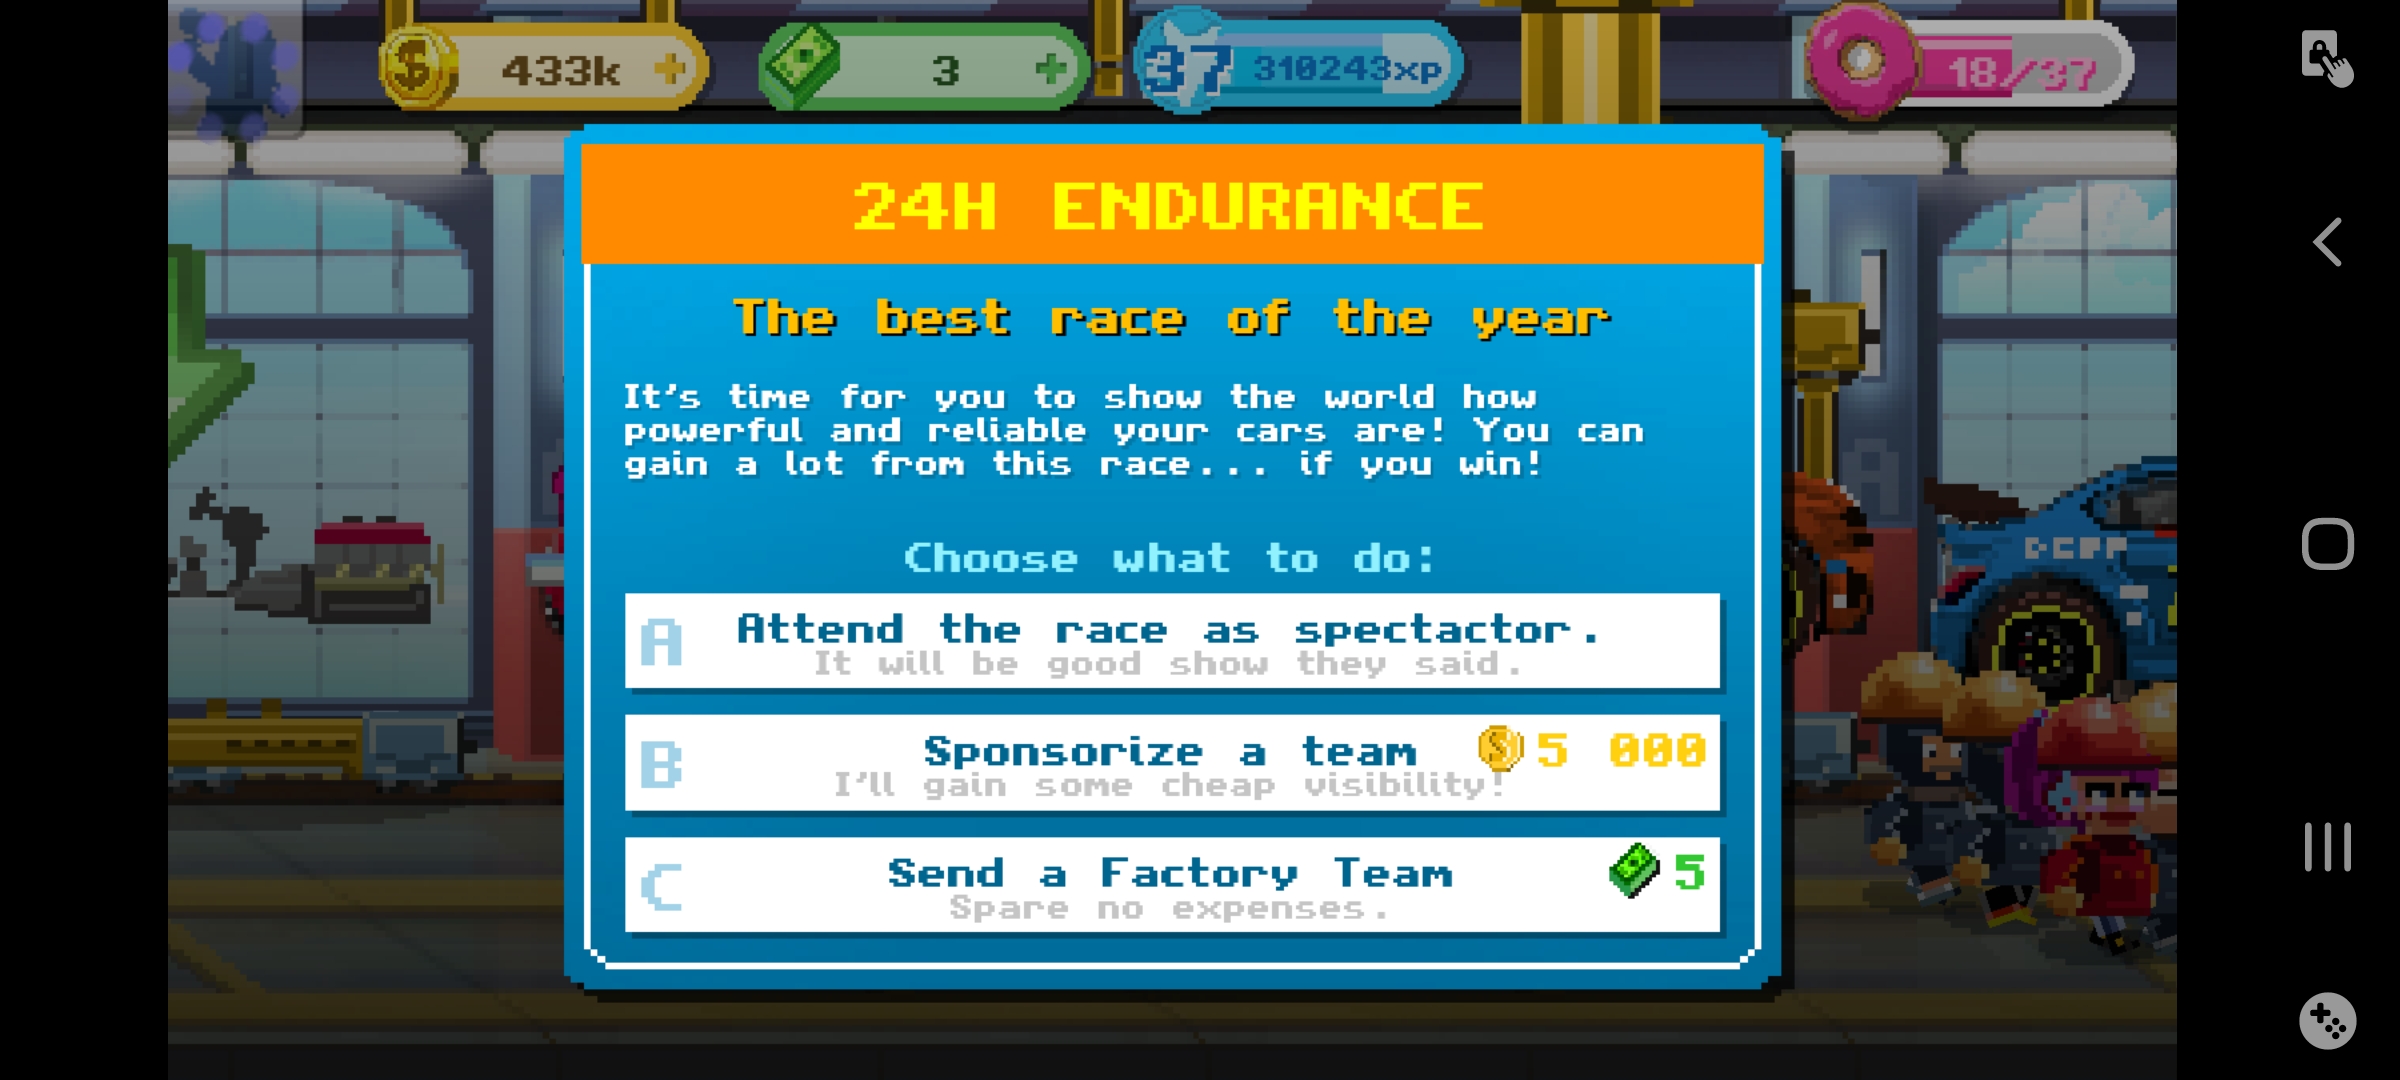 433k
3
37 310243xp
18/37
24H ENDURANCE
The best race of the year
It's time for you to show the world how
powerful and reliable your cars are! You can
gain a lot from this race... if you win!
Choose what to do:
A Attend the race as spectactor.
It will be good show they said.
B Sponsorize a team 5 000
I'll gain some cheap visibility!
C Send a Factory Team 5
Spare no expenses.